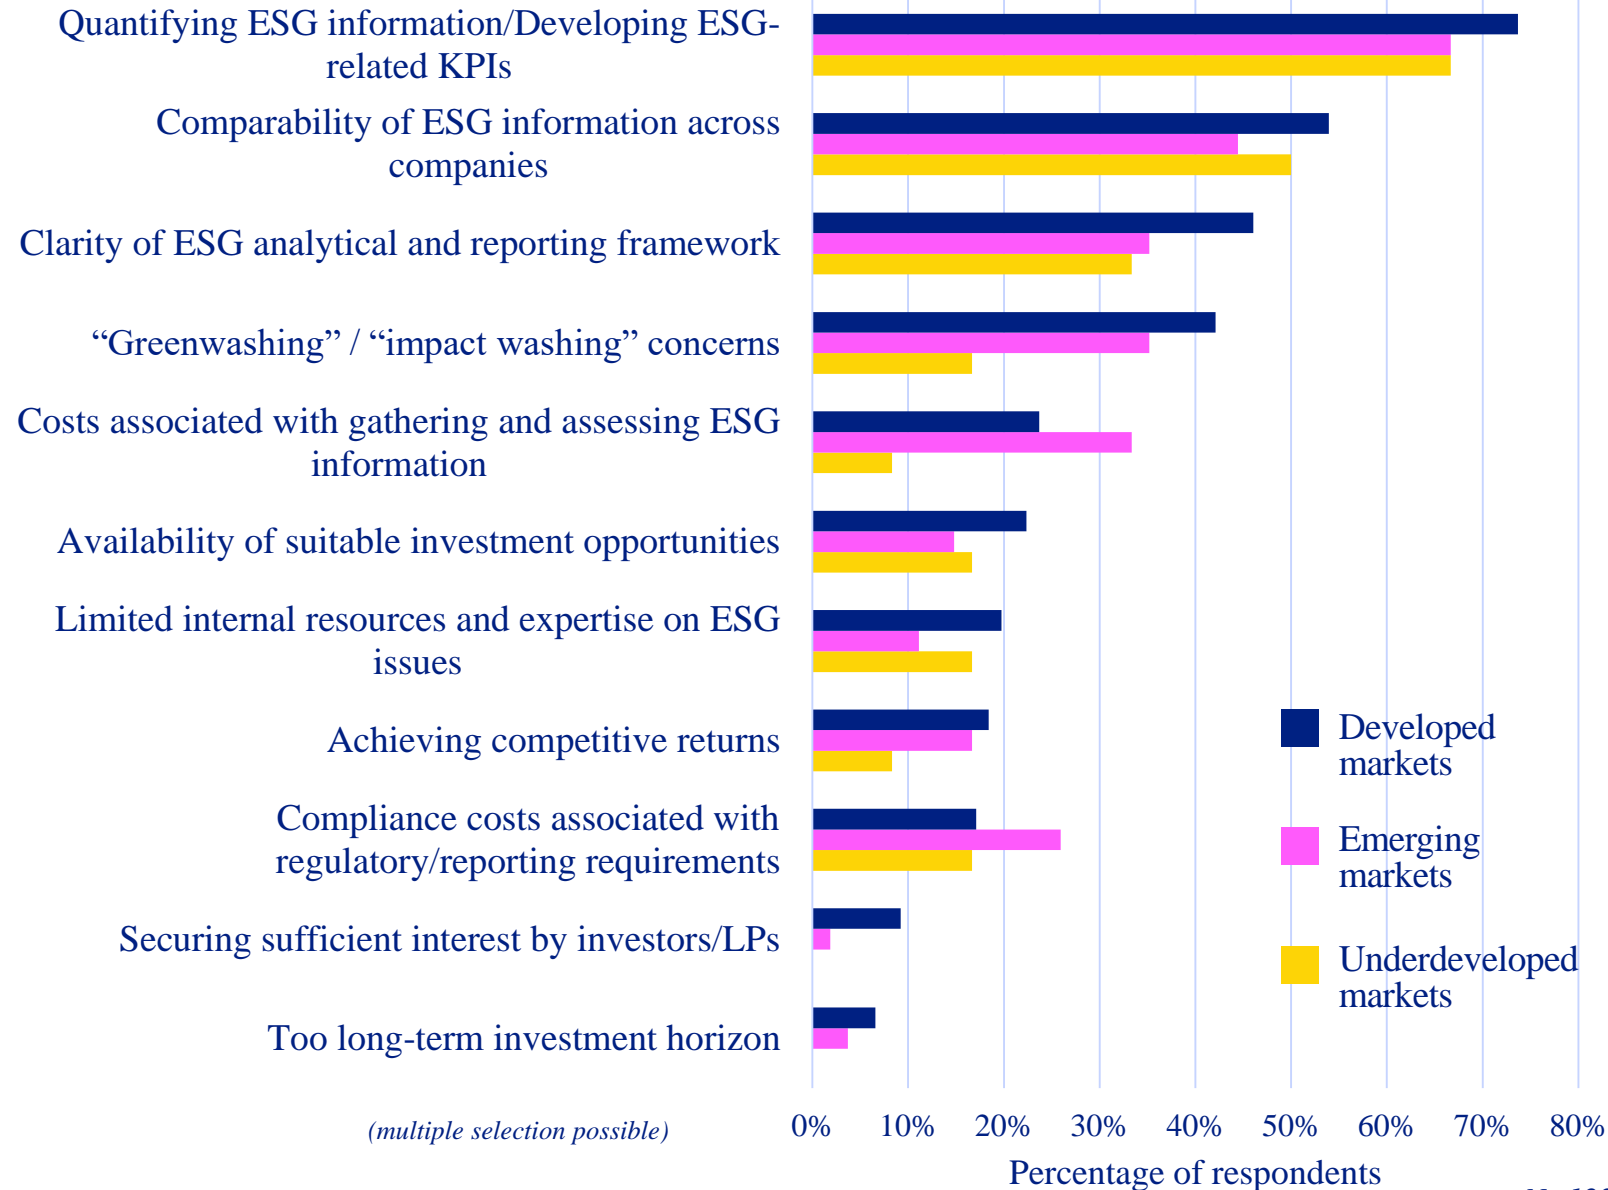 Quantifying ESG information/Developing ESG-
related KPIs
Comparability of ESG information across
companies
Clarity of ESG analytical and reporting framework
“Greenwashing” / “impact washing” concerns
Costs associated with gathering and assessing ESG
information
Availability of suitable investment opportunities
Limited internal resources and expertise on ESG
issues
Achieving competitive returns
Compliance costs associated with
regulatory/reporting requirements
Securing sufficient interest by investors/LPs
Too long-term investment horizon
Developed
markets
Emerging
markets
Underdeveloped
markets
(multiple selection possible)
0% 10% 20% 30% 40% 50% 60% 70% 80%
Percentage of respondents